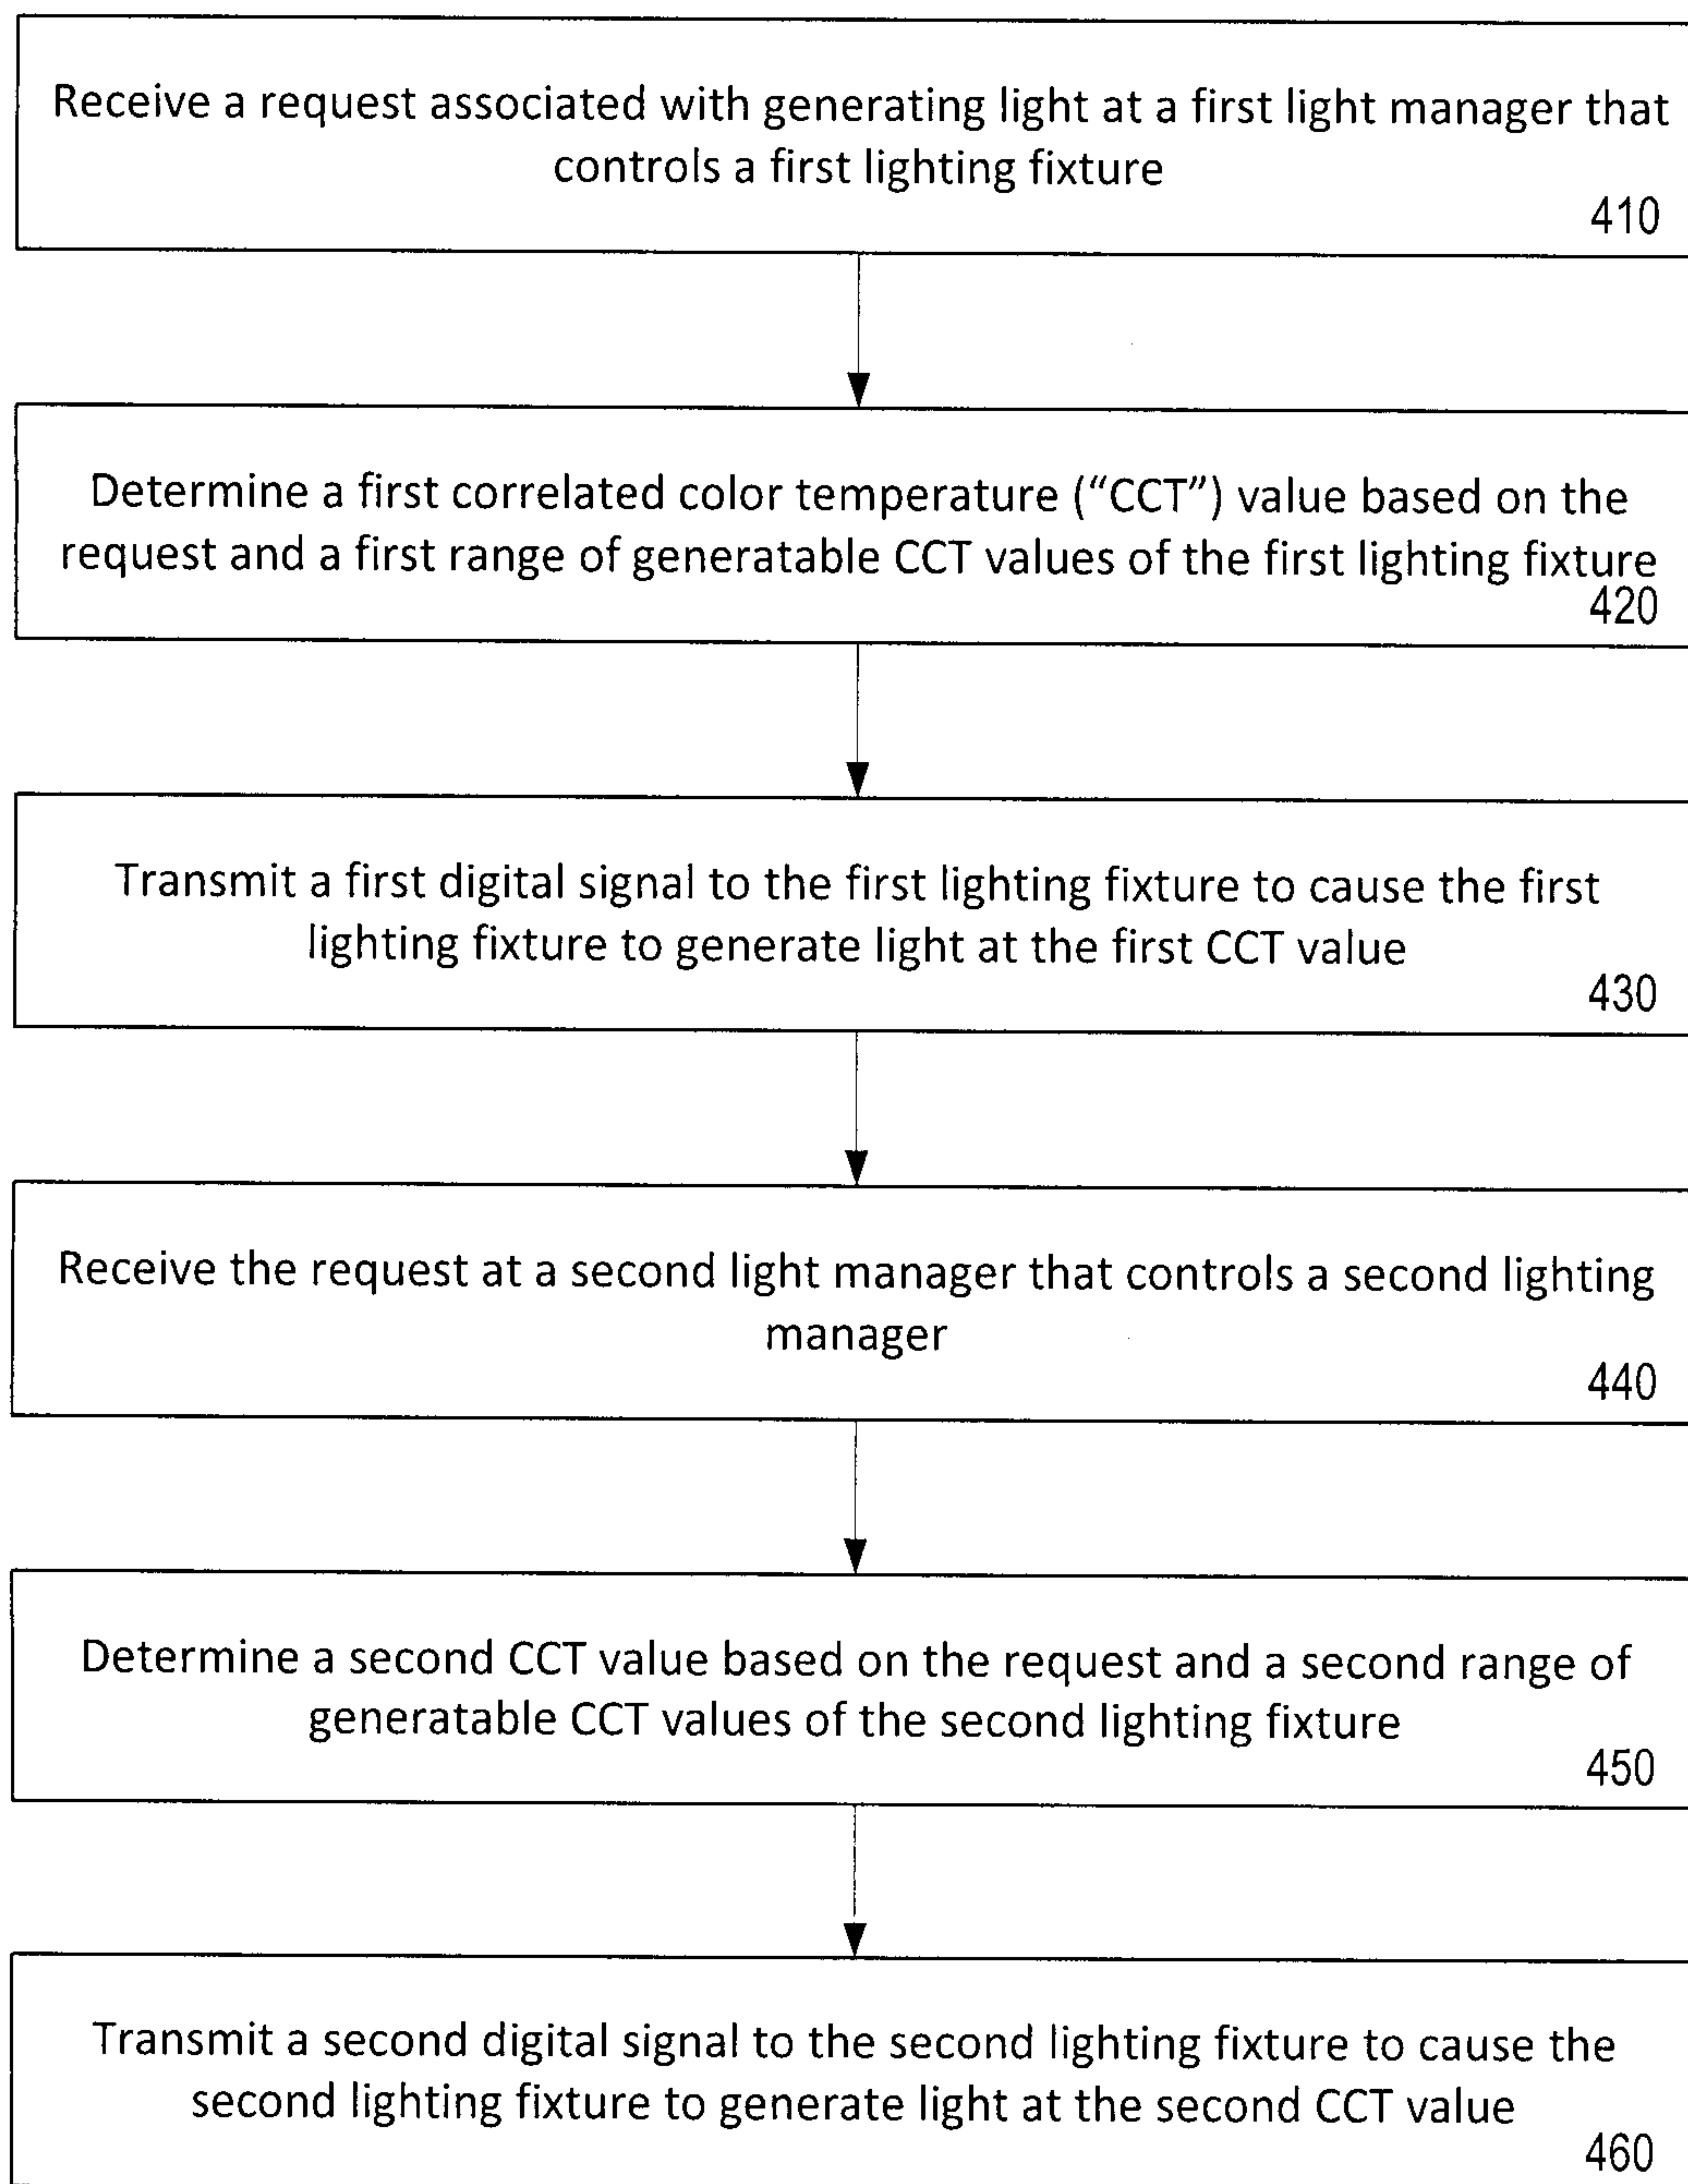 Receive a request associated with generating light at a first light manager that
controls a first lighting fixture
410
Determine a first correlated color temperature (“CCT”) value based on the
request and a first range of generatable CCT values of the first lighting fixture
420
Transmit a first digital signal to the first lighting fixture to cause the first
lighting fixture to generate light at the first CCT value
430
Receive the request at a second light manager that controls a second lighting
manager
440
Determine a second CCT value based on the request and a second range of
generatable CCT values of the second lighting fixture
450
Transmit a second digital signal to the second lighting fixture to cause the
second lighting fixture to generate light at the second CCT value
460